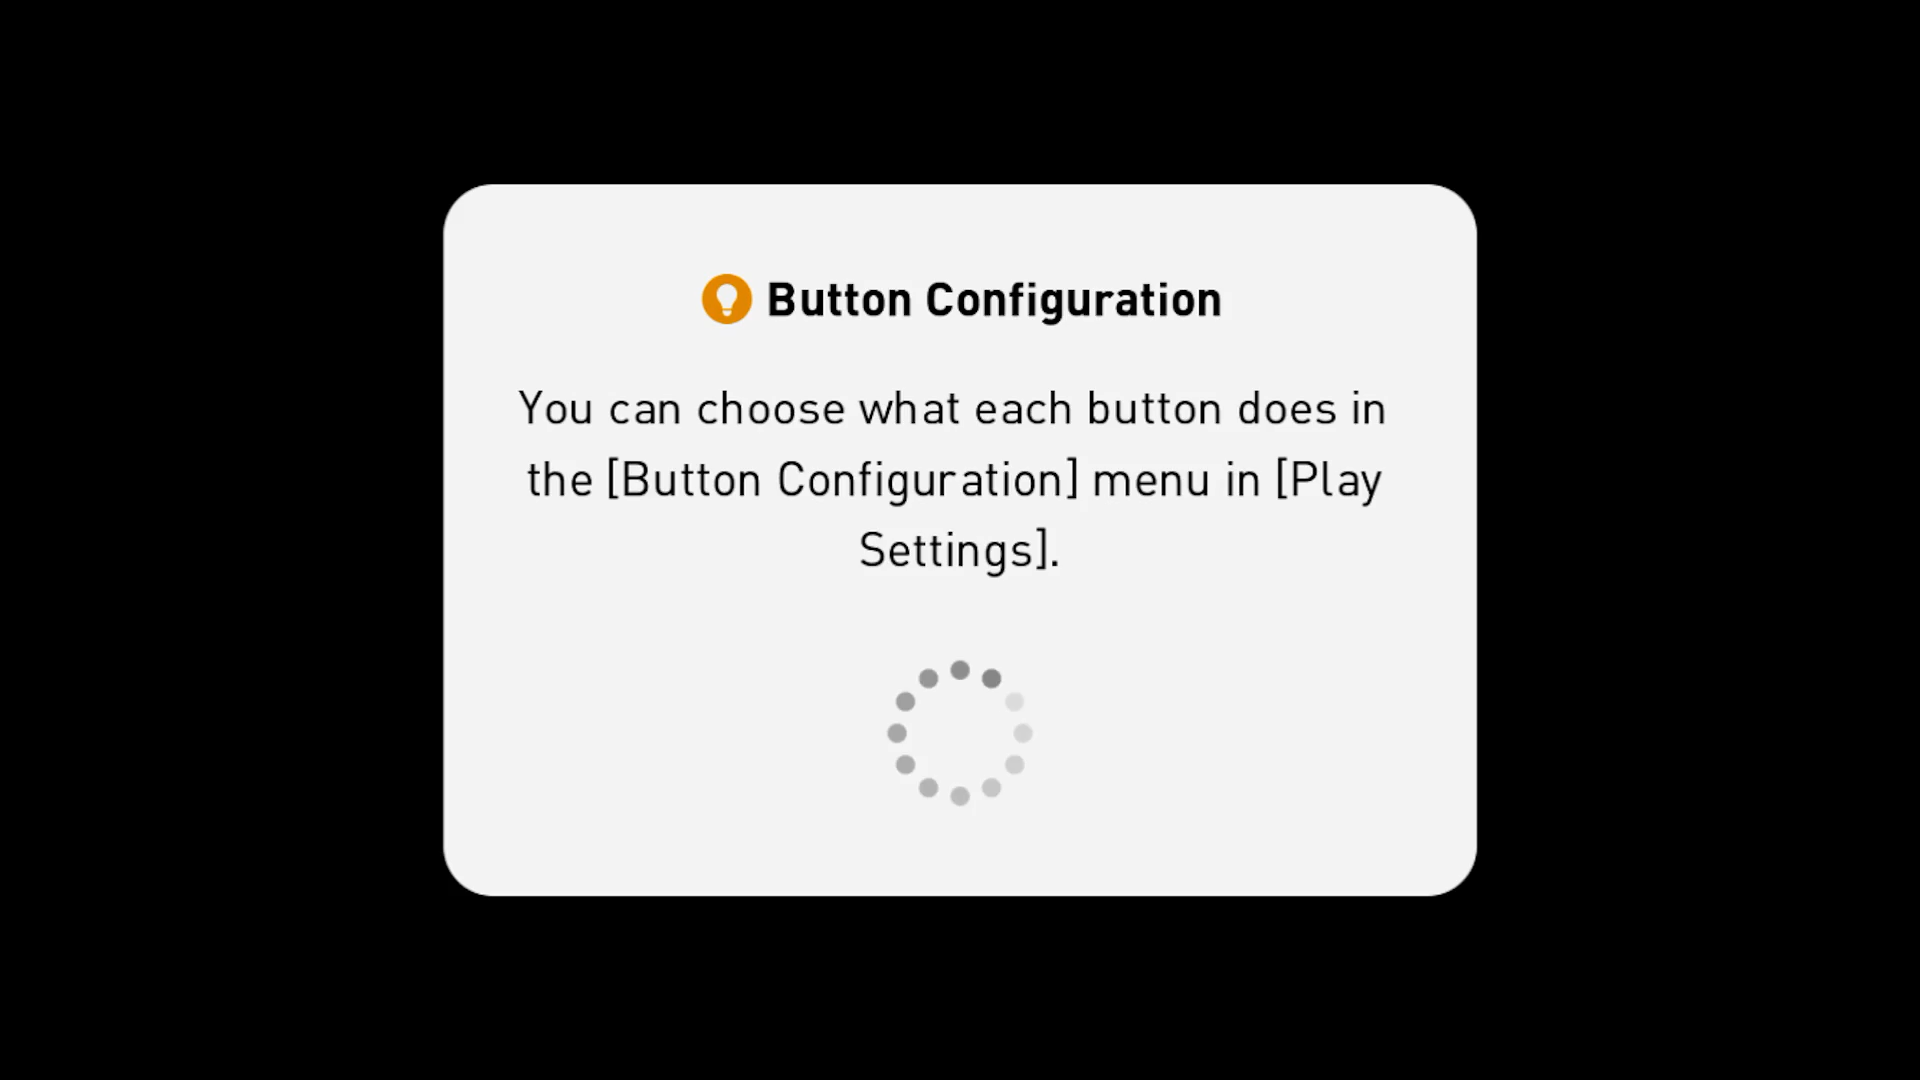 Button Configuration
You can choose what each button does in
the [Button Configuration] menu in [Play
Settings].